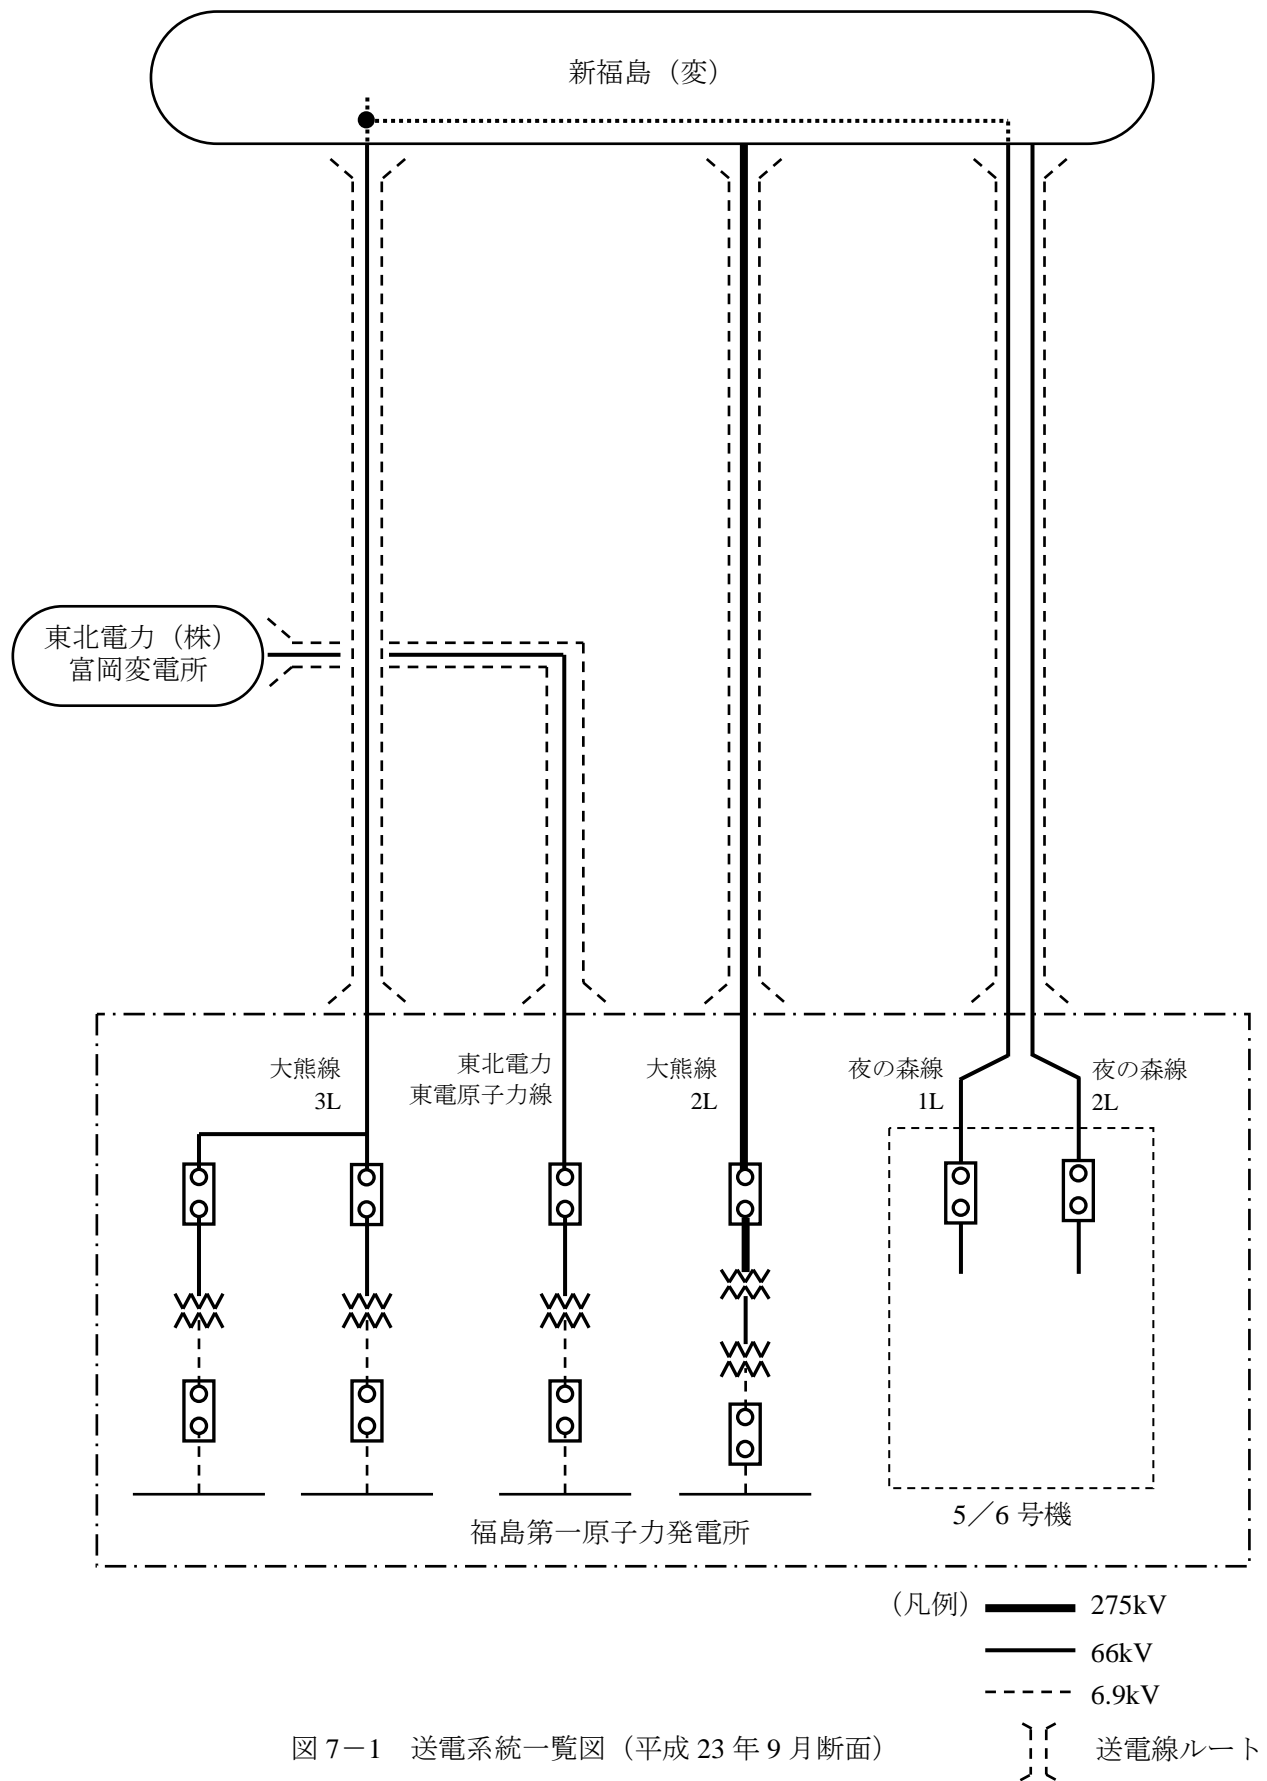 新福島（変）
東北電力（株）
富岡変電所
大熊線
3L
東北電力
東電原子力線
大熊線
2L
夜の森線
1L
夜の森線
2L
5／6 号機
福島第一原子力発電所
（凡例）
275kV
66kV
6.9kV
送電線ルート
図 7－1　送電系統一覧図（平成 23 年 9 月断面）